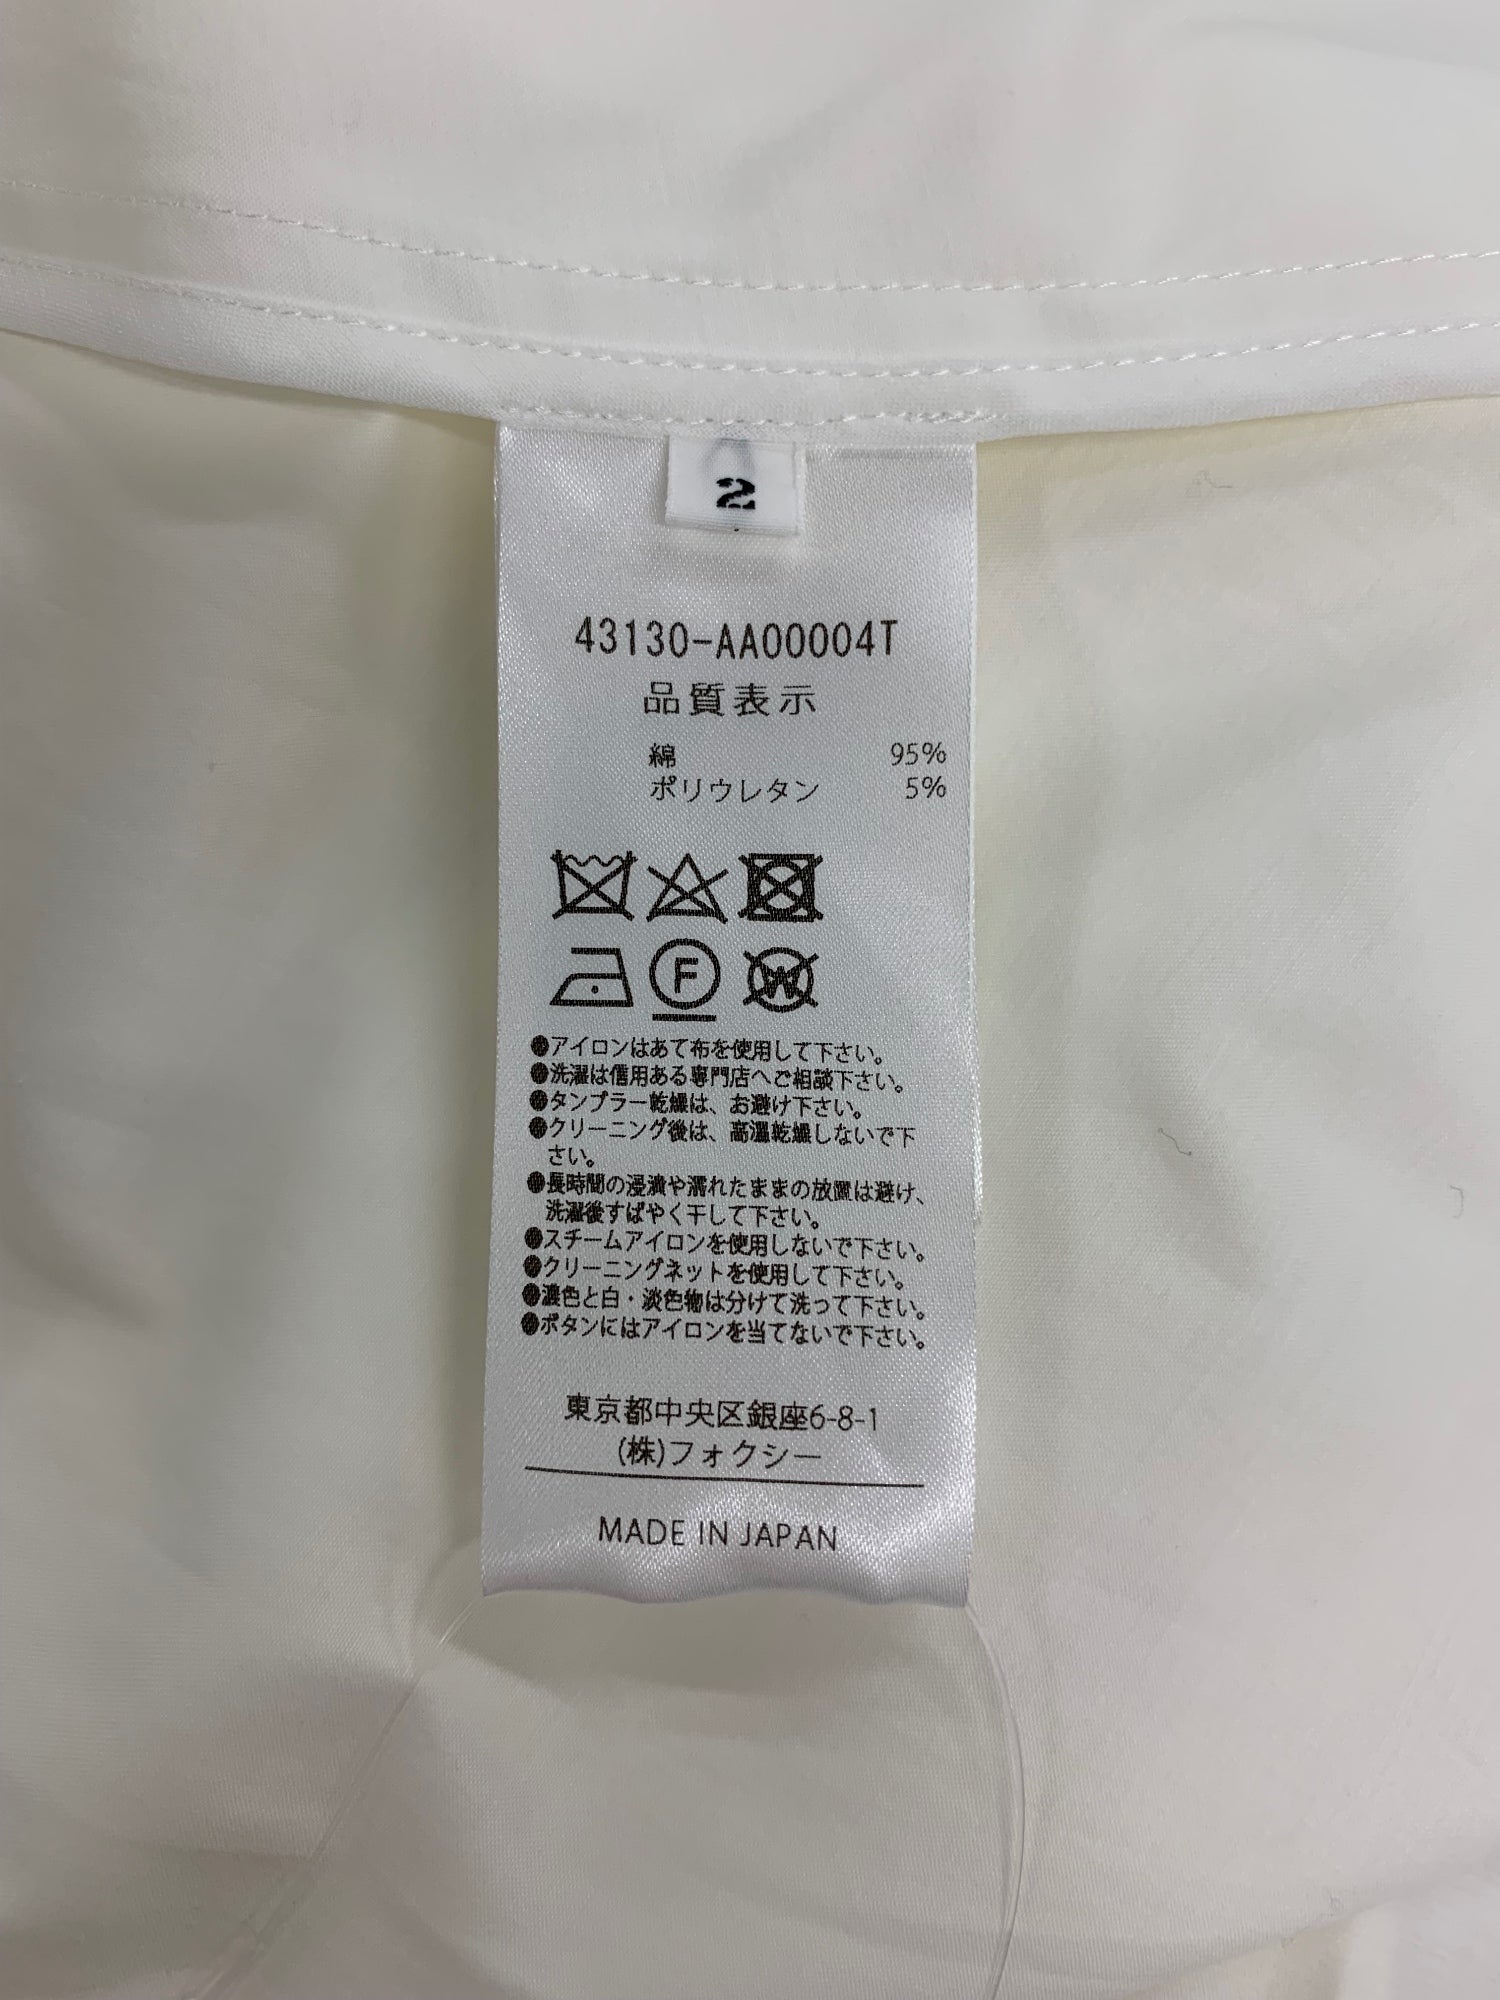 2
43130-AA00004T
品質表示
綿 95%
ポリウレタン 5%
F
W
●アイロンはあて布を使用して下さい。
●洗濯は信用ある専門店へご相談下さい。
●タンブラー乾燥は、お避け下さい。
●クリーニング後は、高温乾燥しないで下
さい。
●長時間の浸漬や濡れたままの放置は避け、
洗濯後すばやく干して下さい。
●スチームアイロンを使用しないで下さい。
●クリーニングネットを使用して下さい。
●濃色と白・淡色物は分けて洗って下さい。
●ボタンにはアイロンを当てないで下さい。
東京都中央区銀座6-8-1
(株)フォクシー
MADE IN JAPAN